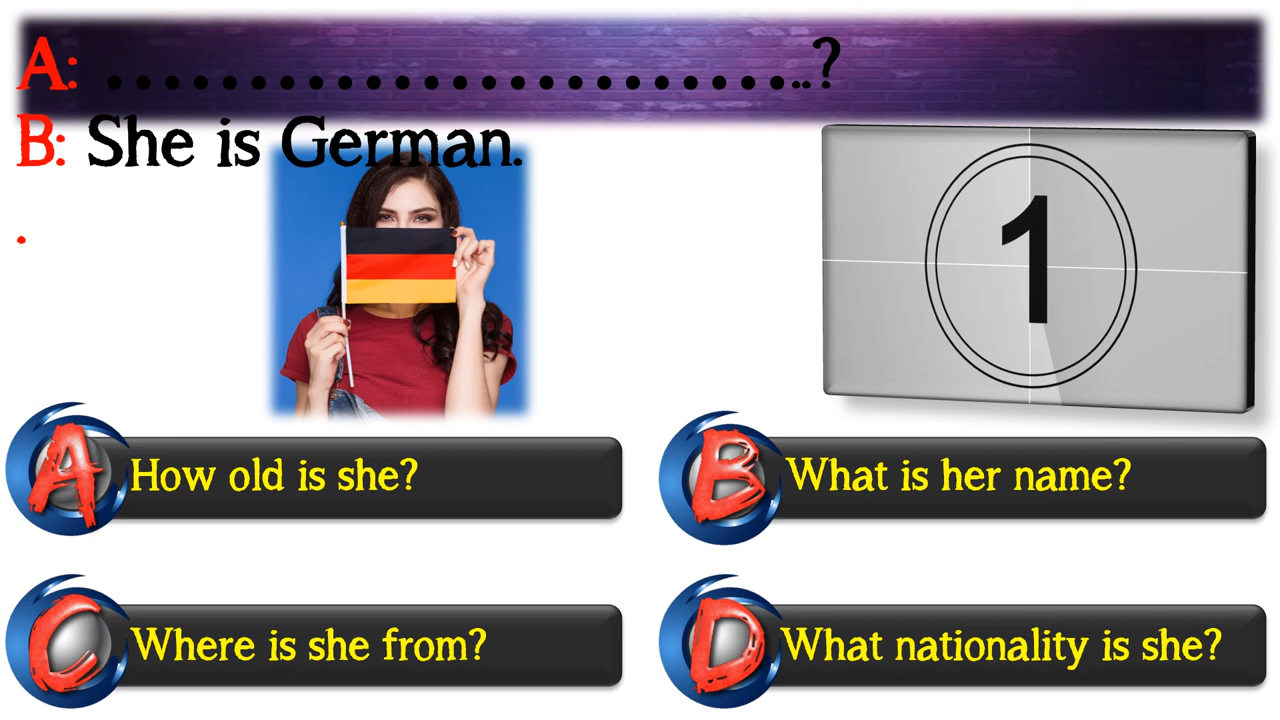 A: ........................?
B: She is German.
.
1
A How old is she?
B What is her name?
C Where is she from?
D What nationality is she?